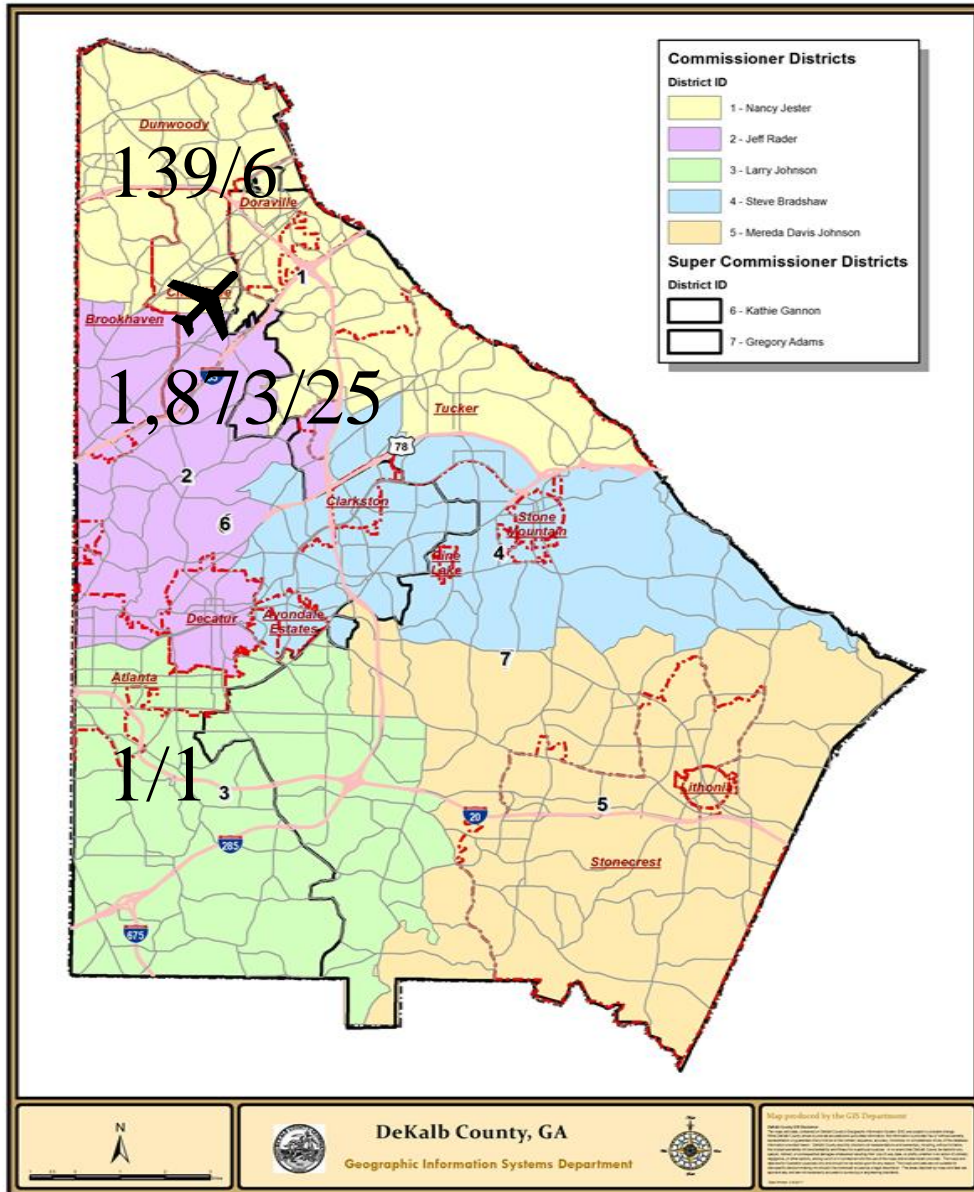 Commissioner Districts
District ID
1 - Nancy Jester
2 - Jeff Rader
3 - Larry Johnson
4 - Steve Bradshaw
5 - Mereda Davis Johnson
Super Commissioner Districts
District ID
6 - Kathie Gannon
7 - Gregory Adams
Dunwoody
139/6
Doraville
1
Brookhaven
1,873/25
Tucker
78
2
Clarkston
6
Stone
Mountain
4
Lake
Decatur
Avondale
Estates
7
Atlanta
1/1
3
5
20
285
Stonecrest
675
N
DeKalb County, GA
Geographic Information Systems Department
Map produced by the GIS Department